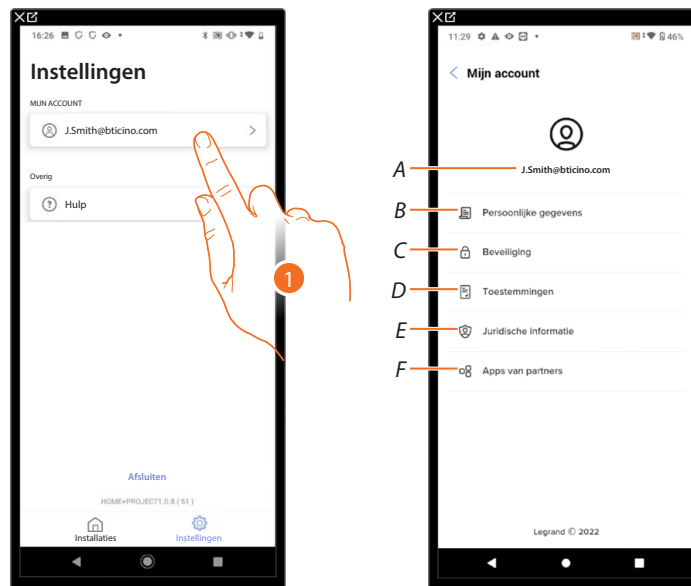 16:26
Instellingen
MIJN ACCOUNT
J.Smith@bticino.com
Overig
Hulp
1
Afsluiten
HOME+PROJECT1.0.8 ( 51 )
Installaties
Instellingen
11:29
46%
Mijn account
A
J.Smith@bticino.com
B
Persoonlijke gegevens
C
Beveiliging
D
Toestemmingen
E
Juridische informatie
F
Apps van partners
Legrand © 2022